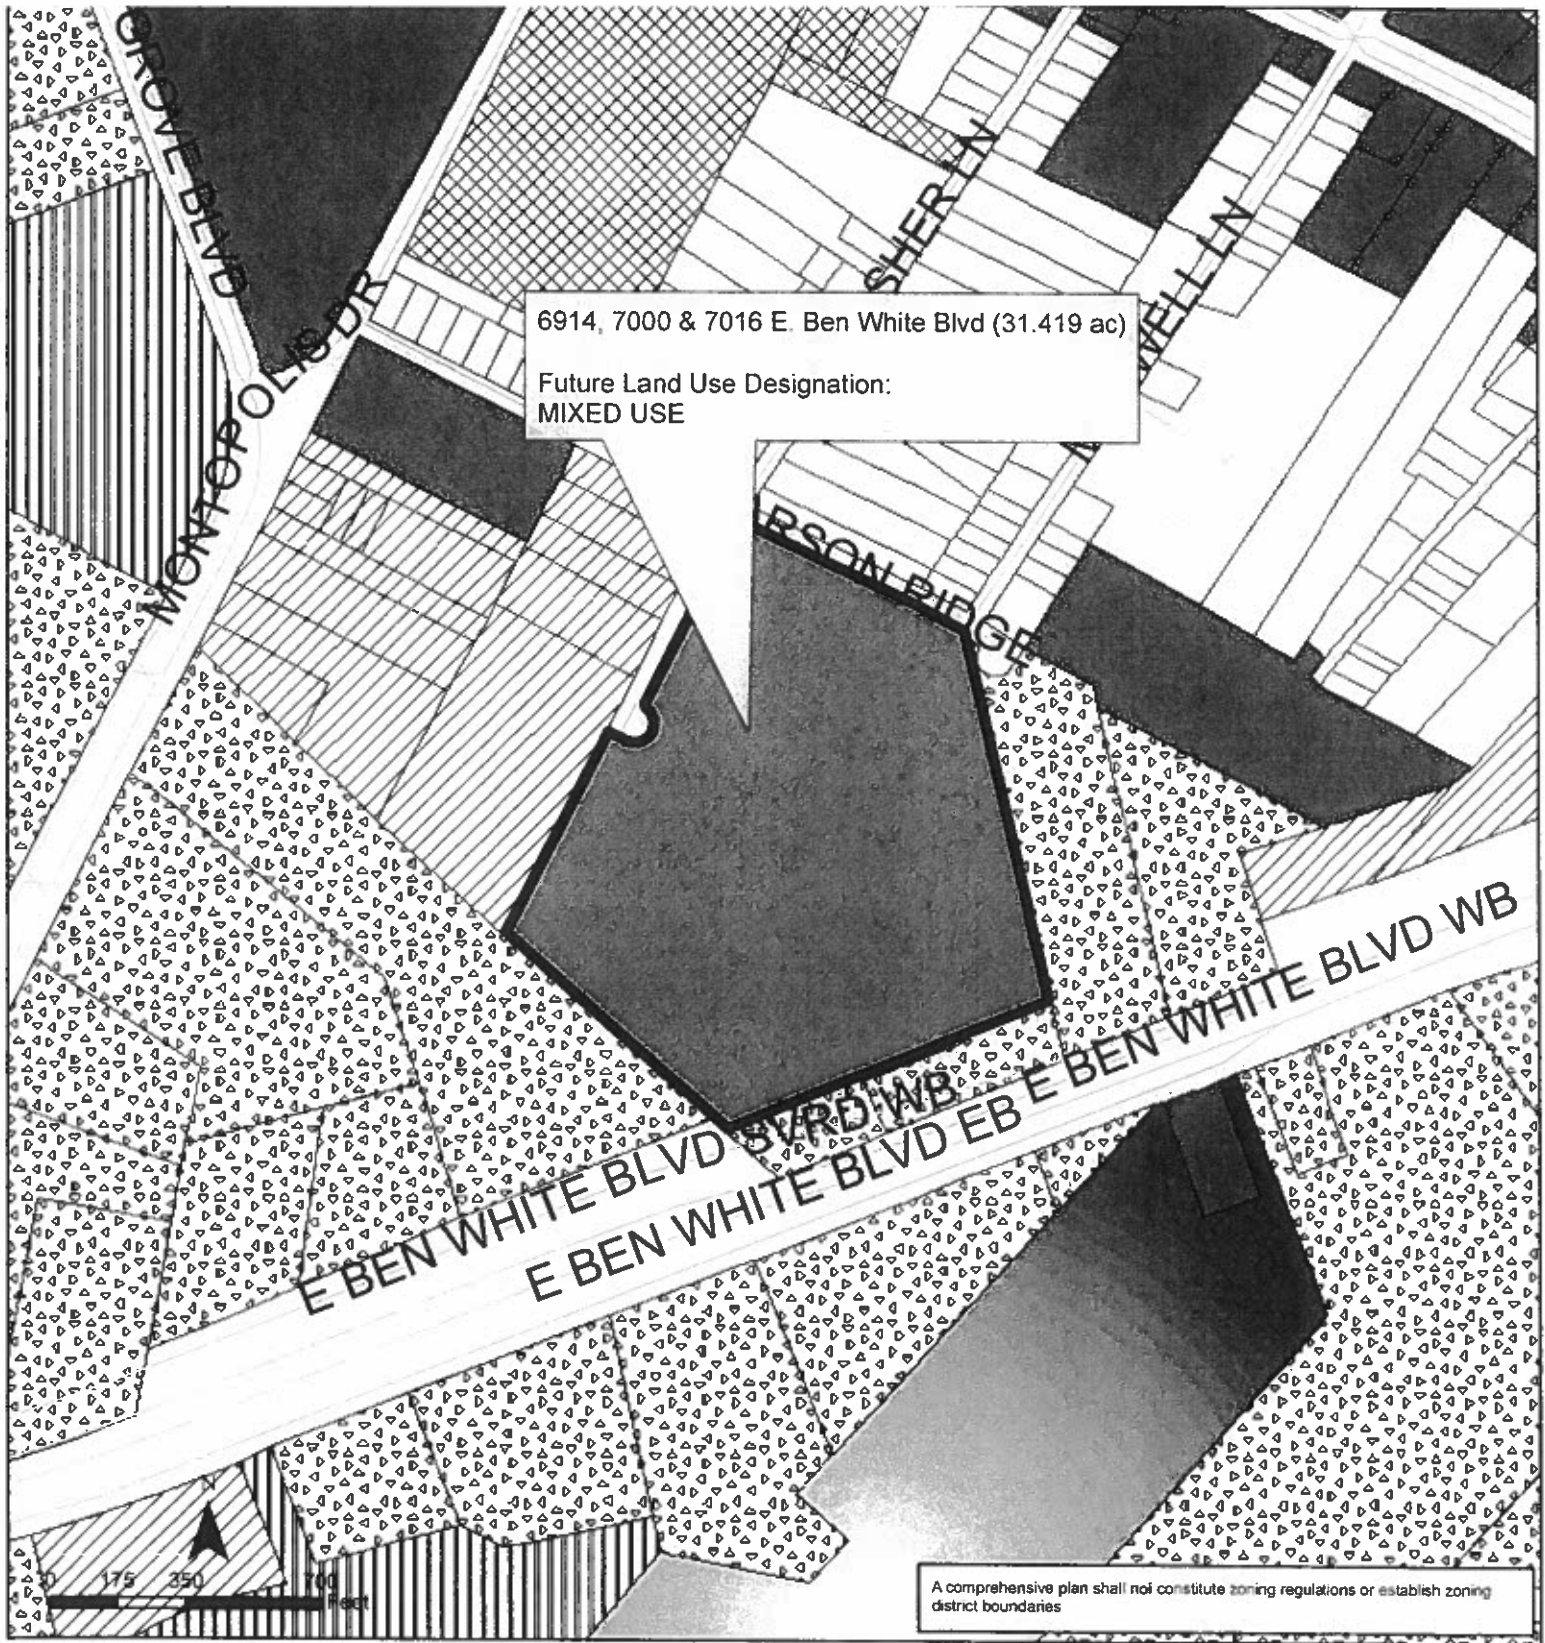 GROVE BLVD
MONTOPOLIS DR
SHER LN
WELL LN
6914, 7000 & 7016 E. Ben White Blvd (31.419 ac)
Future Land Use Designation:
MIXED USE
RSON RIDGE
E BEN WHITE BLVD WB
E BEN WHITE BLVD SVRD WB
E BEN WHITE BLVD EB
N
0 175 350 700
Feet
A comprehensive plan shall not constitute zoning regulations or establish zoning
district boundaries